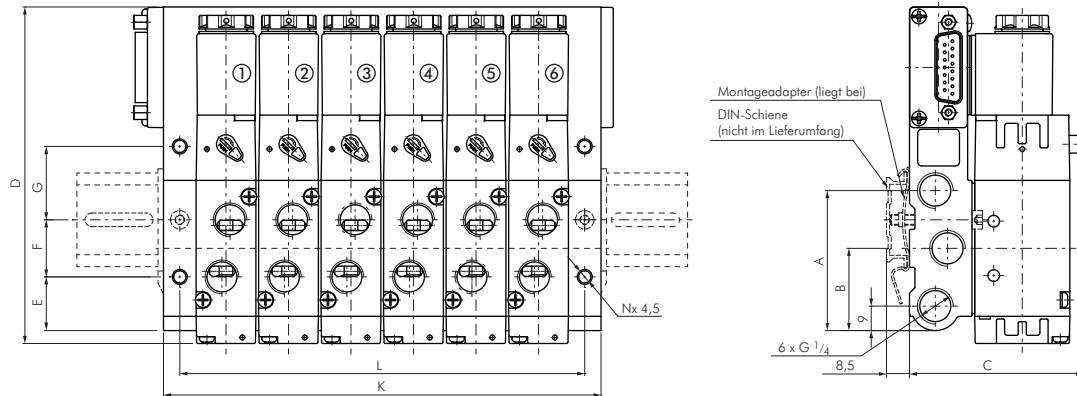 ① ② ③ ④ ⑤ ⑥
D
G
F
E
Nx 4,5
L
K
Montageadapter (liegt bei)
DIN-Schiene
(nicht im Lieferumfang)
A
B
9
6 x G 1/4
8,5
C